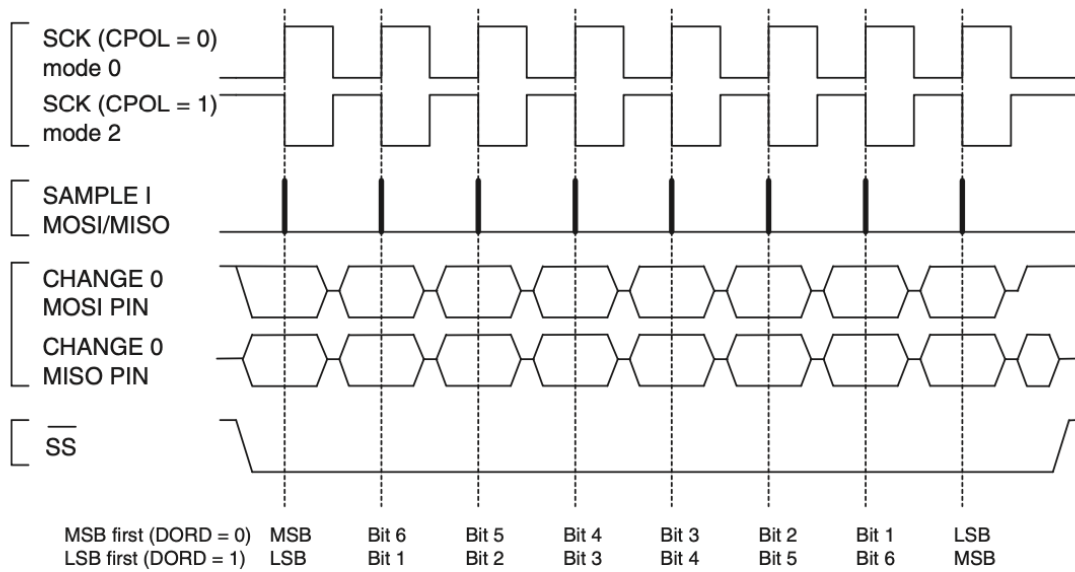 SCK (CPOL = 0)
mode 0
SCK (CPOL = 1)
mode 2
SAMPLE I
MOSI/MISO
CHANGE 0
MOSI PIN
CHANGE 0
MISO PIN
SS
MSB first (DORD = 0) MSB Bit 6 Bit 5 Bit 4 Bit 3 Bit 2 Bit 1 LSB
LSB first (DORD = 1) LSB Bit 1 Bit 2 Bit 3 Bit 4 Bit 5 Bit 6 MSB